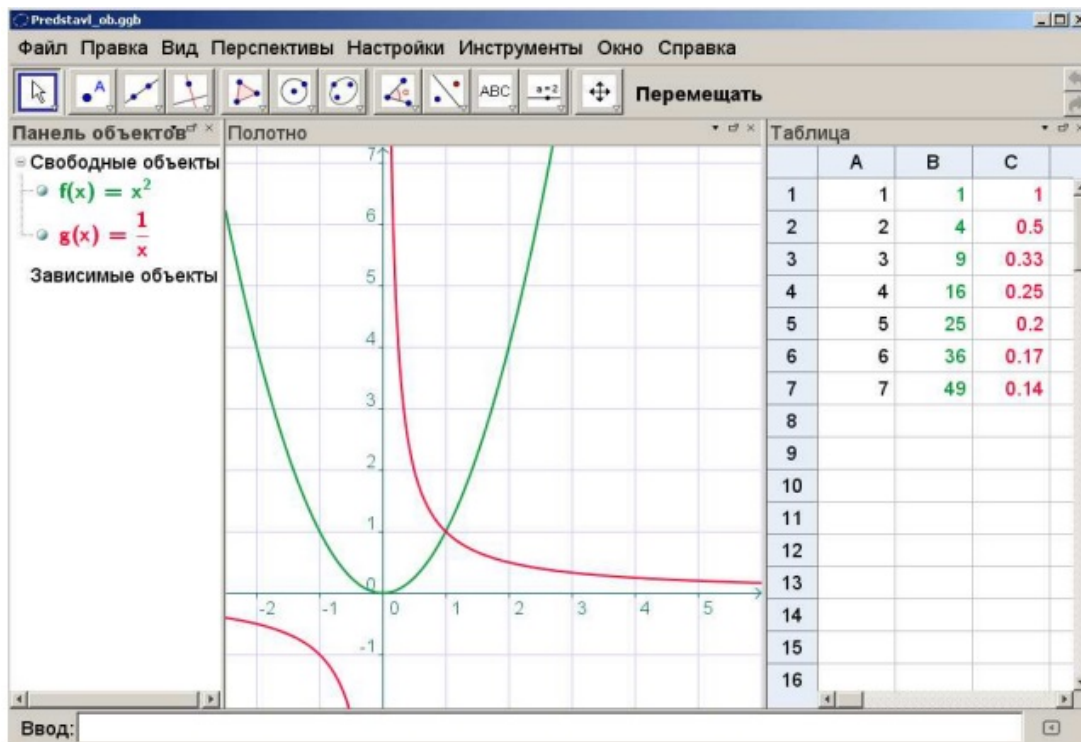 Predstavl_ob.ggb
Файл Правка Вид Перспективы Настройки Инструменты Окно Справка
A ABC a=2 Перемещать
Панель объектов
Свободные объекты
f(x) = x²
g(x) = 1/x
Зависимые объекты
Полотно
7
6
5
4
3
2
1
0
-2 -1 0 1 2 3 4 5
-1
Таблица
A B C
1 1 1 1
2 2 4 0.5
3 3 9 0.33
4 4 16 0.25
5 5 25 0.2
6 6 36 0.17
7 7 49 0.14
8
9
10
11
12
13
14
15
16
Ввод: